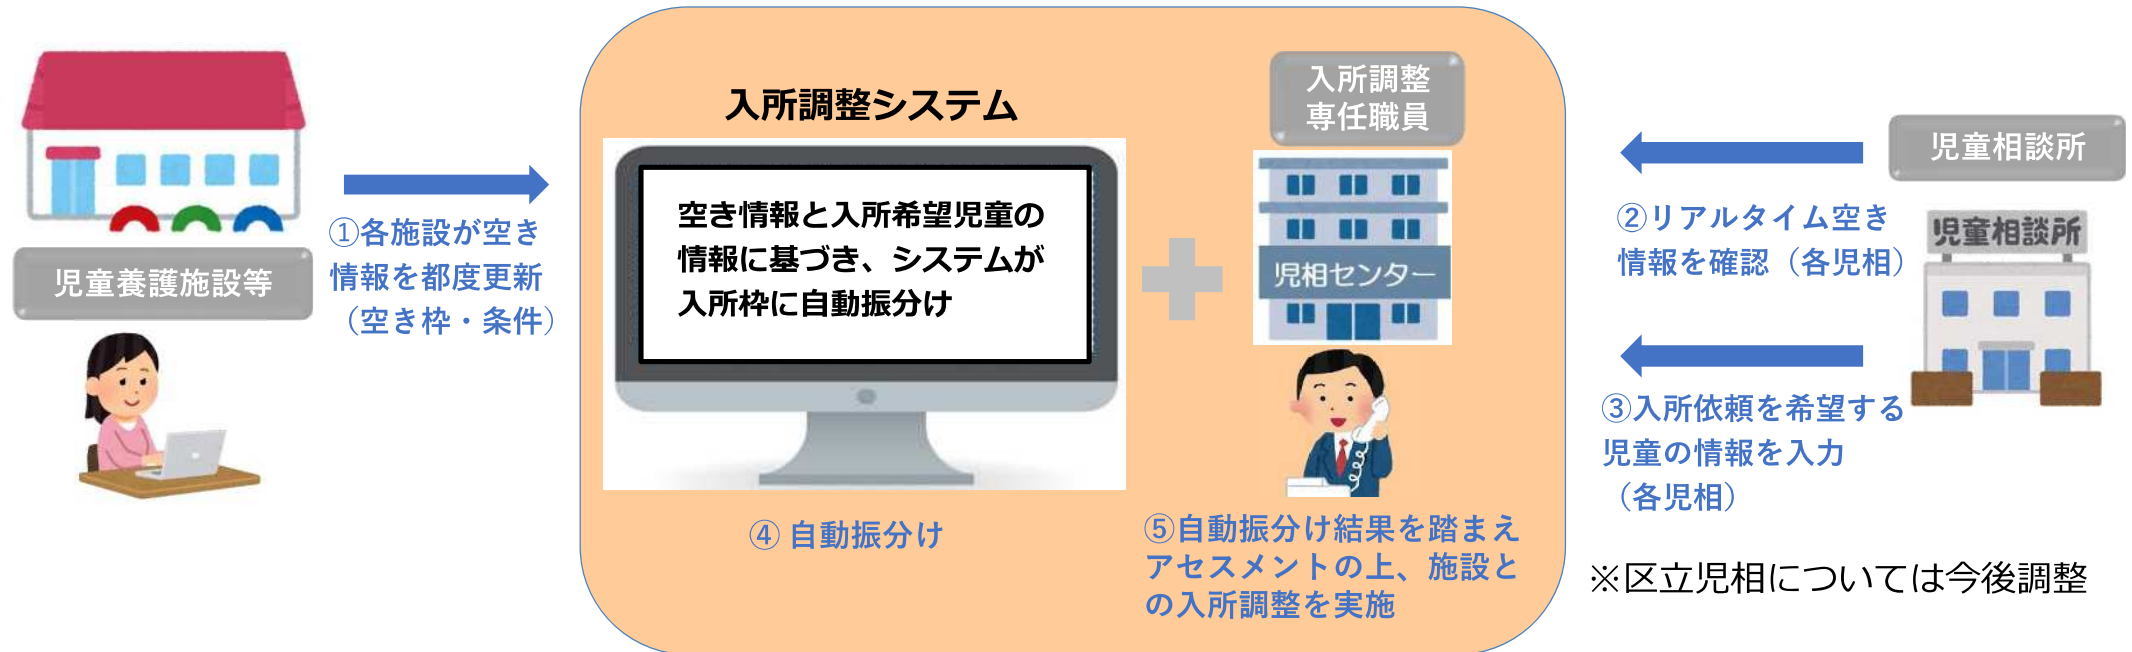 児童養護施設等
①各施設が空き
情報を都度更新
（空き枠・条件）
入所調整システム
空き情報と入所希望児童の
情報に基づき、システムが
入所枠に自動振分け
④ 自動振分け
入所調整
専任職員
児相センター
⑤自動振分け結果を踏まえ
アセスメントの上、施設と
の入所調整を実施
児童相談所
児童相談所
②リアルタイム空き
情報を確認（各児相）
③入所依頼を希望する
児童の情報を入力
（各児相）
※区立児相については今後調整